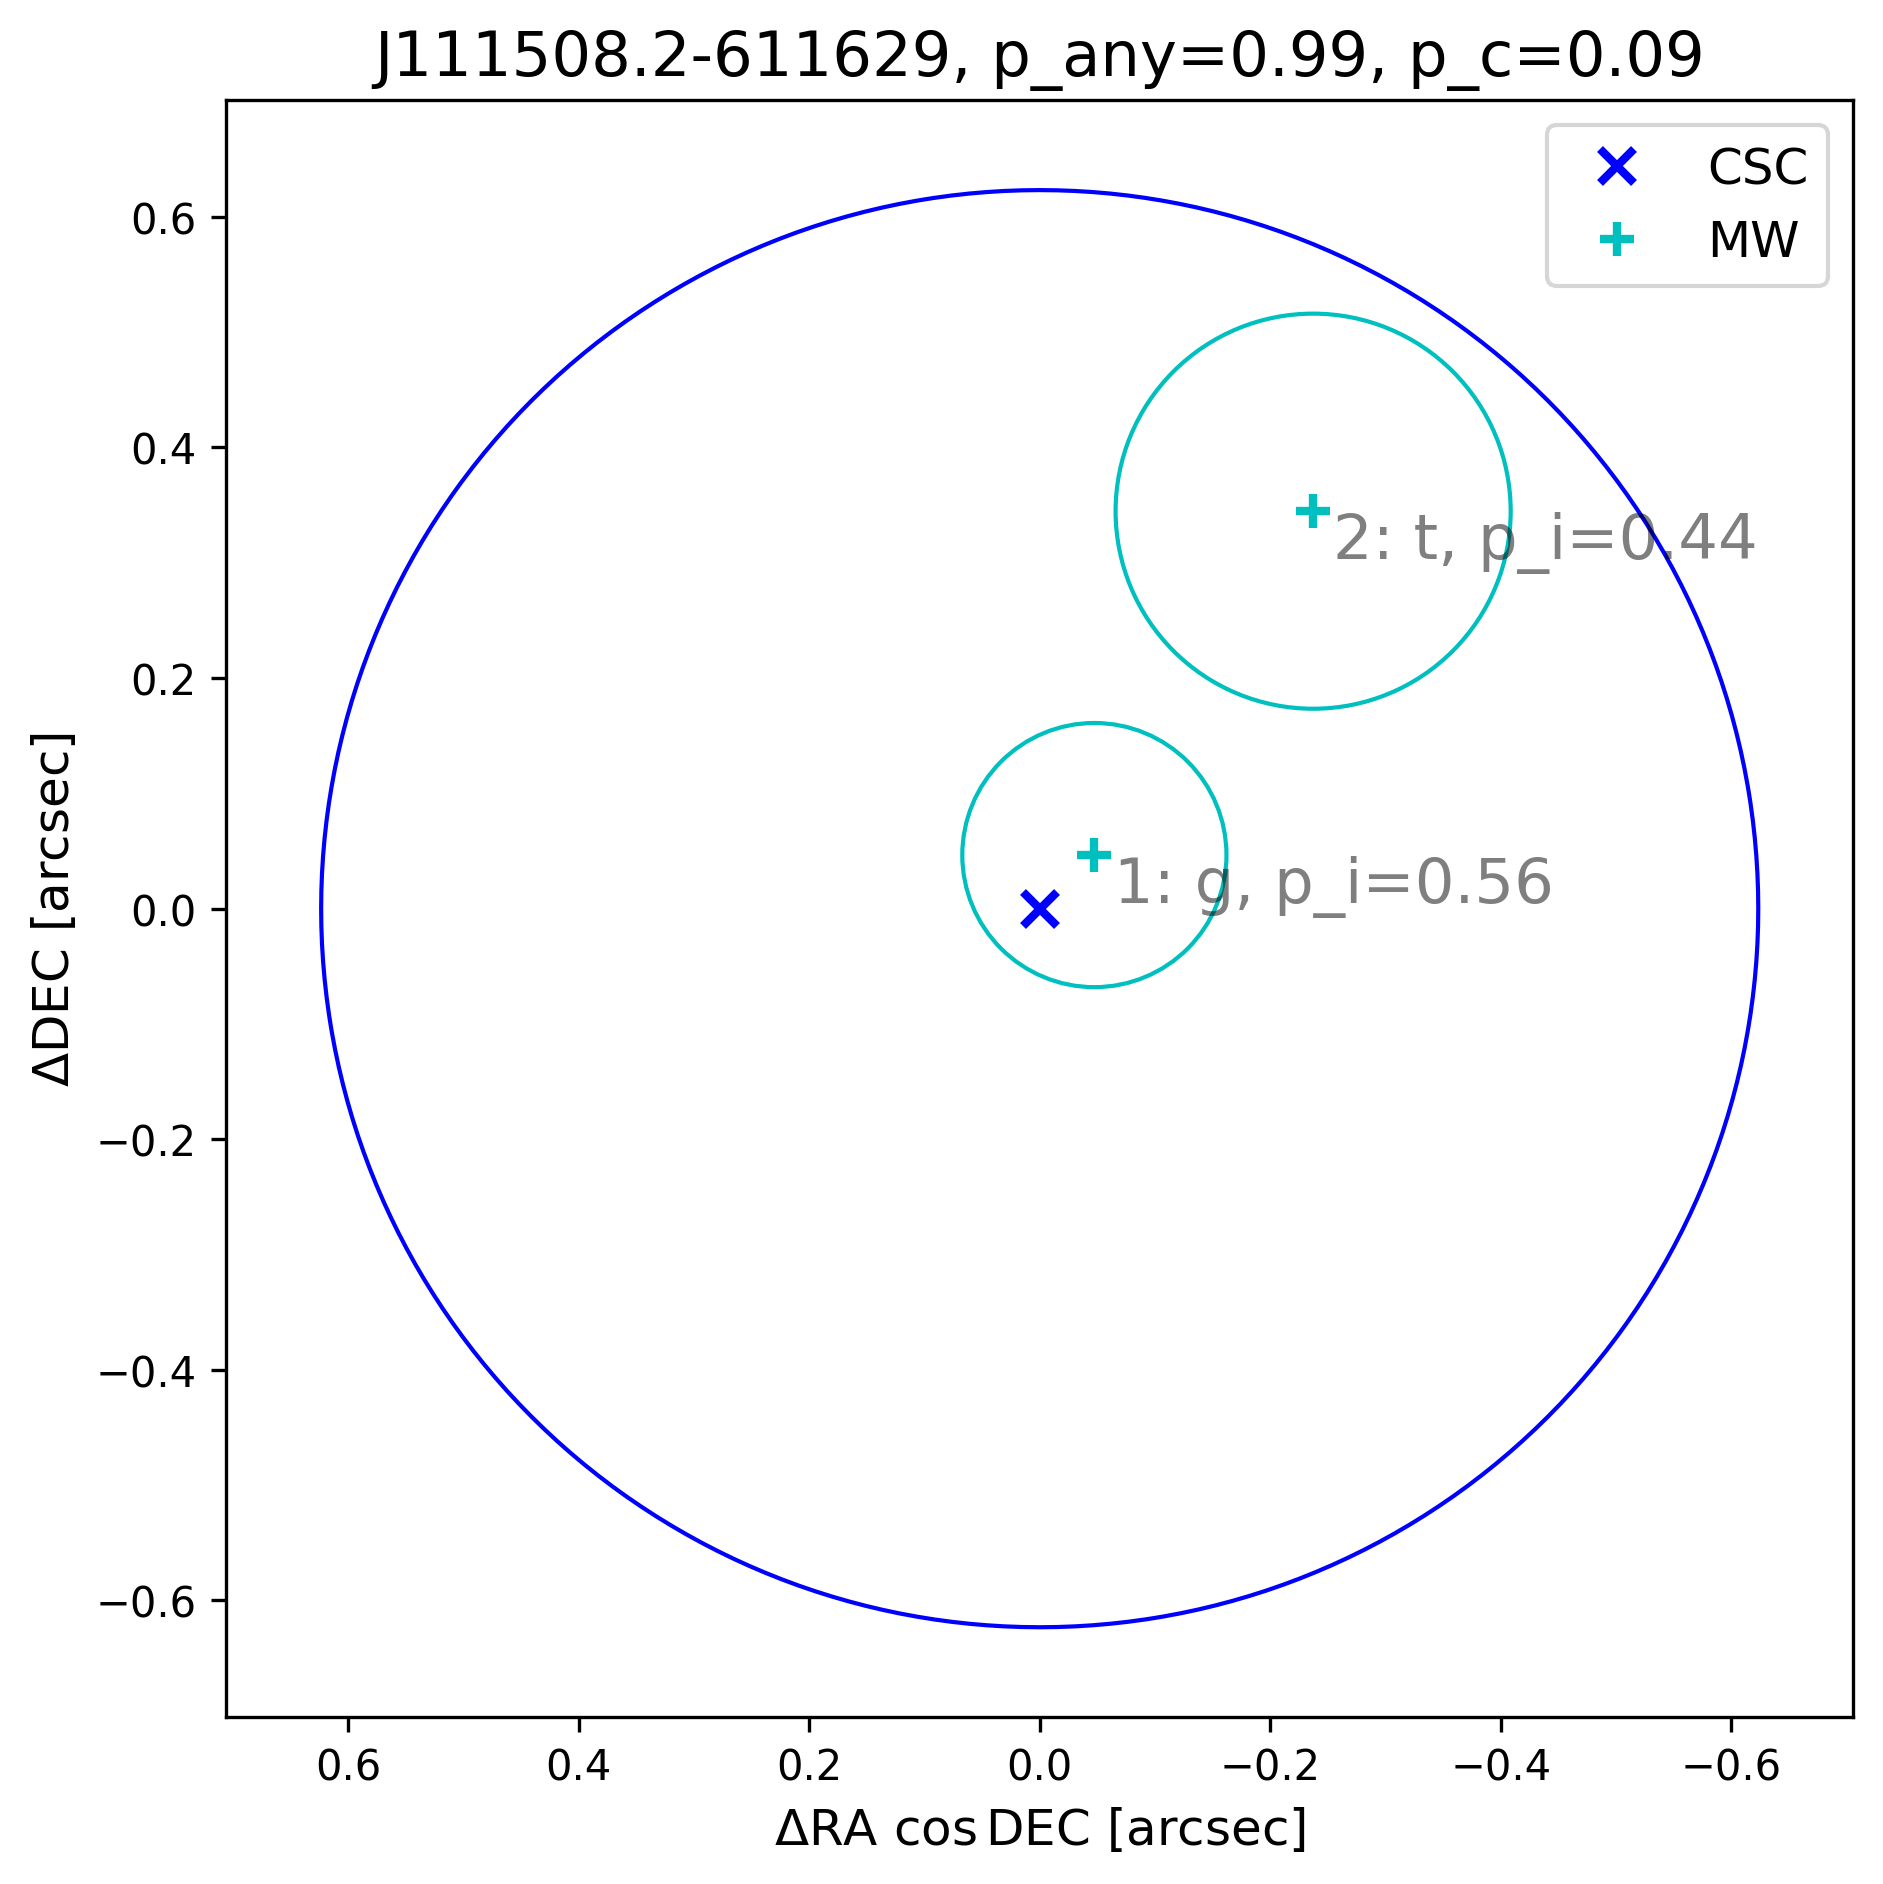 J111508.2-611629, p_any=0.99, p_c=0.09
CSC
MW
0.6
0.4
0.2
0.0
−0.2
−0.4
−0.6
2: t, p_i=0.44
1: g, p_i=0.56
0.6
0.4
0.2
0.0
−0.2
−0.4
−0.6
ΔRA cos DEC [arcsec]
ΔDEC [arcsec]